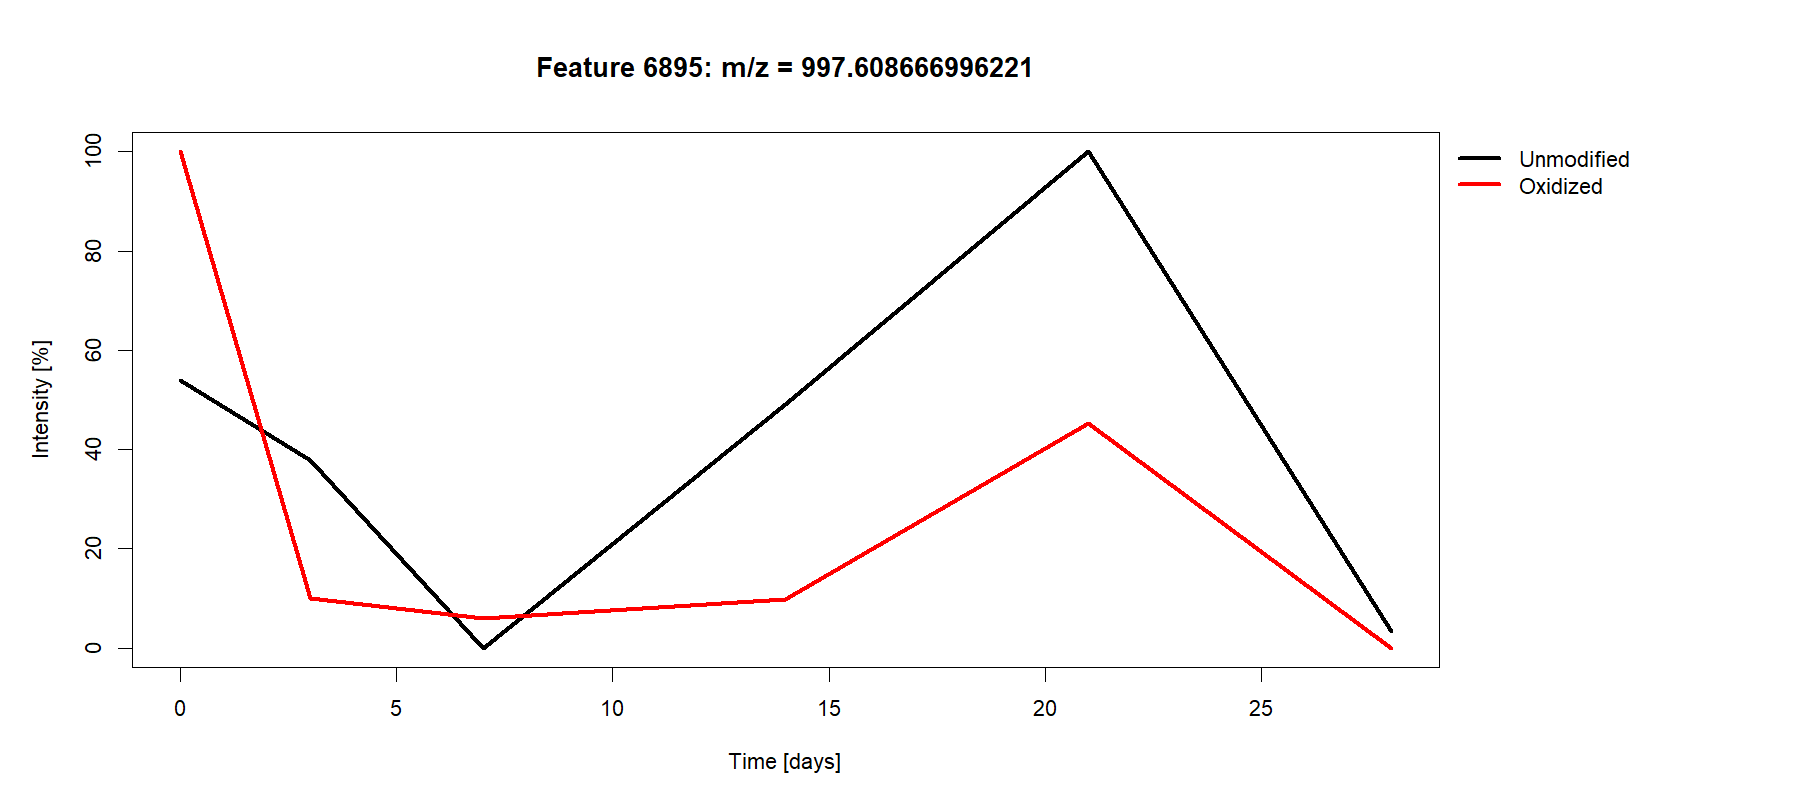 Feature 6895: m/z = 997.608666996221
Unmodified
Oxidized
Intensity [%]
100
80
60
40
20
0
0 5 10 15 20 25
Time [days]